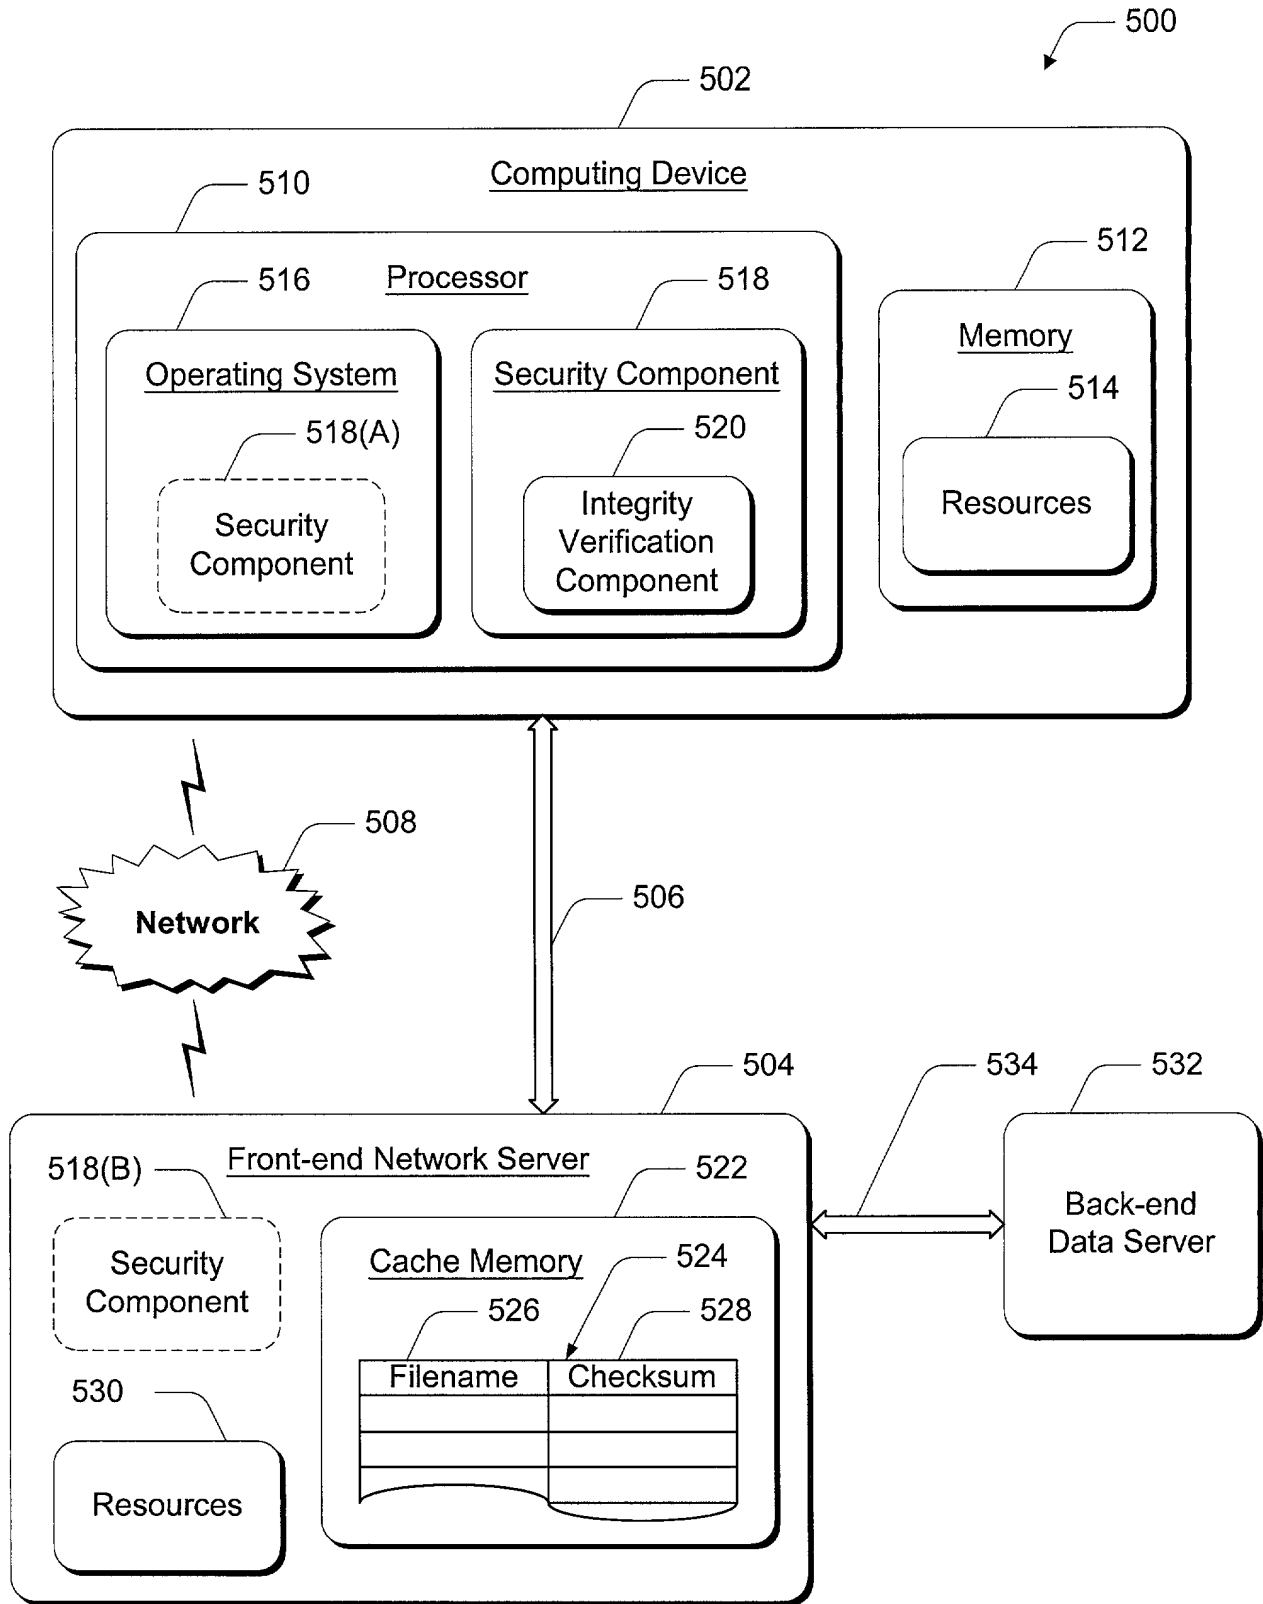 500
502
Computing Device
510
512
Processor
516
518
Memory
Operating System
Security Component
514
518(A)
520
Resources
Security
Component
Integrity
Verification
Component
508
Network
506
504
534
532
Front-end Network Server
518(B)
522
Back-end
Data Server
Security
Component
Cache Memory
524
526
528
Filename Checksum
530
Resources